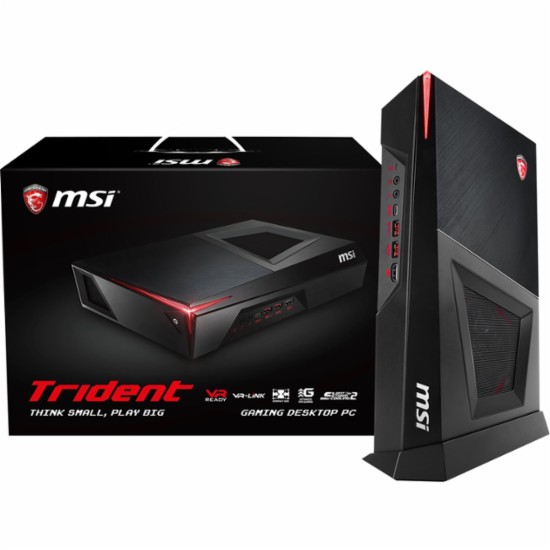 MSI
msi
msi
Trident
THINK SMALL, PLAY BIG
VR
READY
VR-LINK
GAMING DESKTOP PC
msi